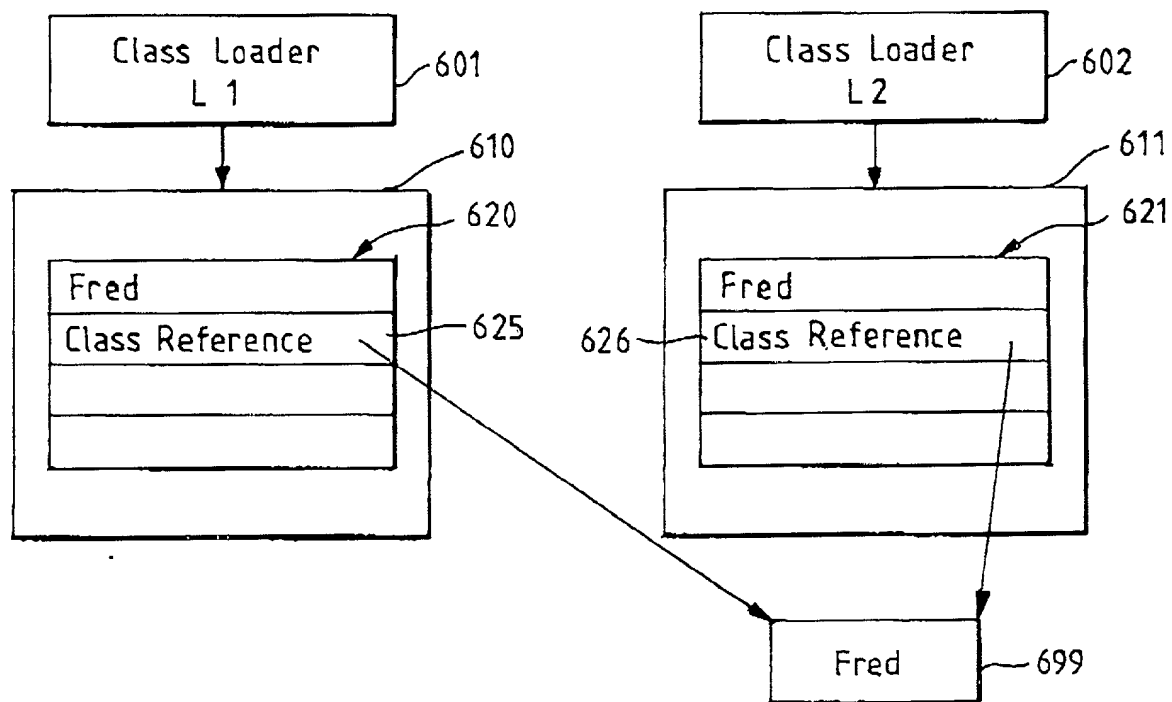 Class Loader
L 1
601
Class Loader
L 2
602
610
611
620
621
Fred
Class Reference
625
Fred
626
Class Reference
Fred
699